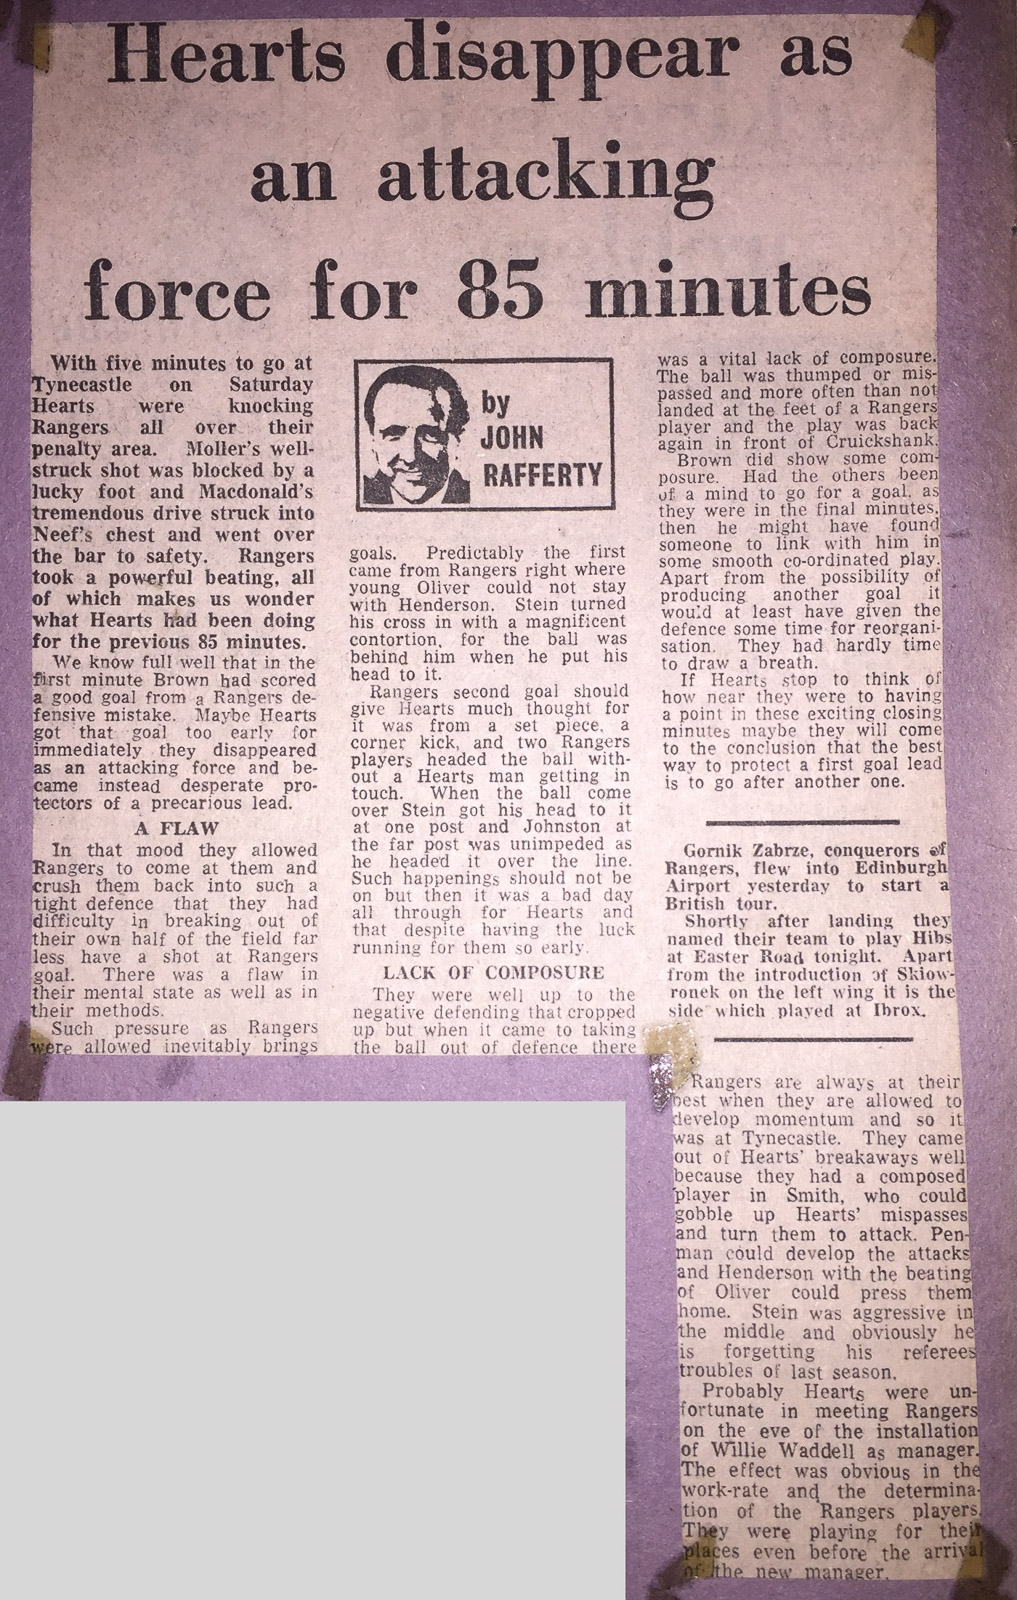 Hearts disappear as
an attacking
force for 85 minutes
With five minutes to go at
Tynecastle on Saturday
Hearts were knocking
Rangers all over their
penalty area. Moller's well-
struck shot was blocked by a
lucky foot and Macdonald's
tremendous drive struck into
Neef's chest and went over
the bar to safety. Rangers
took a powerful beating, all
of which makes us wonder
what Hearts had been doing
for the previous 85 minutes.
We know full well that in the
first minute Brown had scored
a good goal from a Rangers de-
fensive mistake. Maybe Hearts
got that goal too early for
immediately they disappeared
as an attacking force and be-
came instead desperate pro-
tectors of a precarious lead.
A FLAW
In that mood they allowed
Rangers to come at them and
crush them back into such a
tight defence that they had
difficulty in breaking out of
their own half of the field far
less have a shot at Rangers
goal. There was a flaw in
their mental state as well as in
their methods.
Such pressure as Rangers
were allowed inevitably brings
by
JOHN
RAFFERTY
goals. Predictably the first
came from Rangers right where
young Oliver could not stay
with Henderson. Stein turned
his cross in with a magnificent
contortion, for the ball was
behind him when he put his
head to it.
Rangers second goal should
give Hearts much thought for
it was from a set piece, a
corner kick, and two Rangers
players headed the ball with-
out a Hearts man getting in
touch. When the ball come
over Stein got his head to it
at one post and Johnston at
the far post was unimpeded as
he headed it over the line.
Such happenings should not be
on but then it was a bad day
all through for Hearts and
that despite having the luck
running for them so early.
LACK OF COMPOSURE
They were well up to the
negative defending that cropped
up but when it came to taking
the ball out of defence there
was a vital lack of composure.
The ball was thumped or mis-
passed and more often than not
landed at the feet of a Rangers
player and the play was back
again in front of Cruickshank.
Brown did show some com-
posure. Had the others been
of a mind to go for a goal, as
they were in the final minutes,
then he might have found
someone to link with him in
some smooth co-ordinated play.
Apart from the possibility of
producing another goal it
would at least have given the
defence some time for reorgani-
sation. They had hardly time
to draw a breath.
If Hearts stop to think of
how near they were to having
a point in these exciting closing
minutes maybe they will come
to the conclusion that the best
way to protect a first goal lead
is to go after another one.
Gornik Zabrze, conquerors of
Rangers, flew into Edinburgh
Airport yesterday to start a
British tour.
Shortly after landing they
named their team to play Hibs
at Easter Road tonight. Apart
from the introduction of Skiow-
ronek on the left wing it is the
side which played at Ibrox.
Rangers are always at their
best when they are allowed to
develop momentum and so it
was at Tynecastle. They came
out of Hearts' breakaways well
because they had a composed
player in Smith, who could
gobble up Hearts' mispasses
and turn them to attack. Pen-
man could develop the attacks
and Henderson with the beating
of Oliver could press them
home. Stein was aggressive in
the middle and obviously he
is forgetting his referees
troubles of last season.
Probably Hearts were un-
fortunate in meeting Rangers
on the eve of the installation
of Willie Waddell as manager.
The effect was obvious in the
work-rate and the determina-
tion of the Rangers players.
They were playing for their
places even before the arrival
of the new manager.